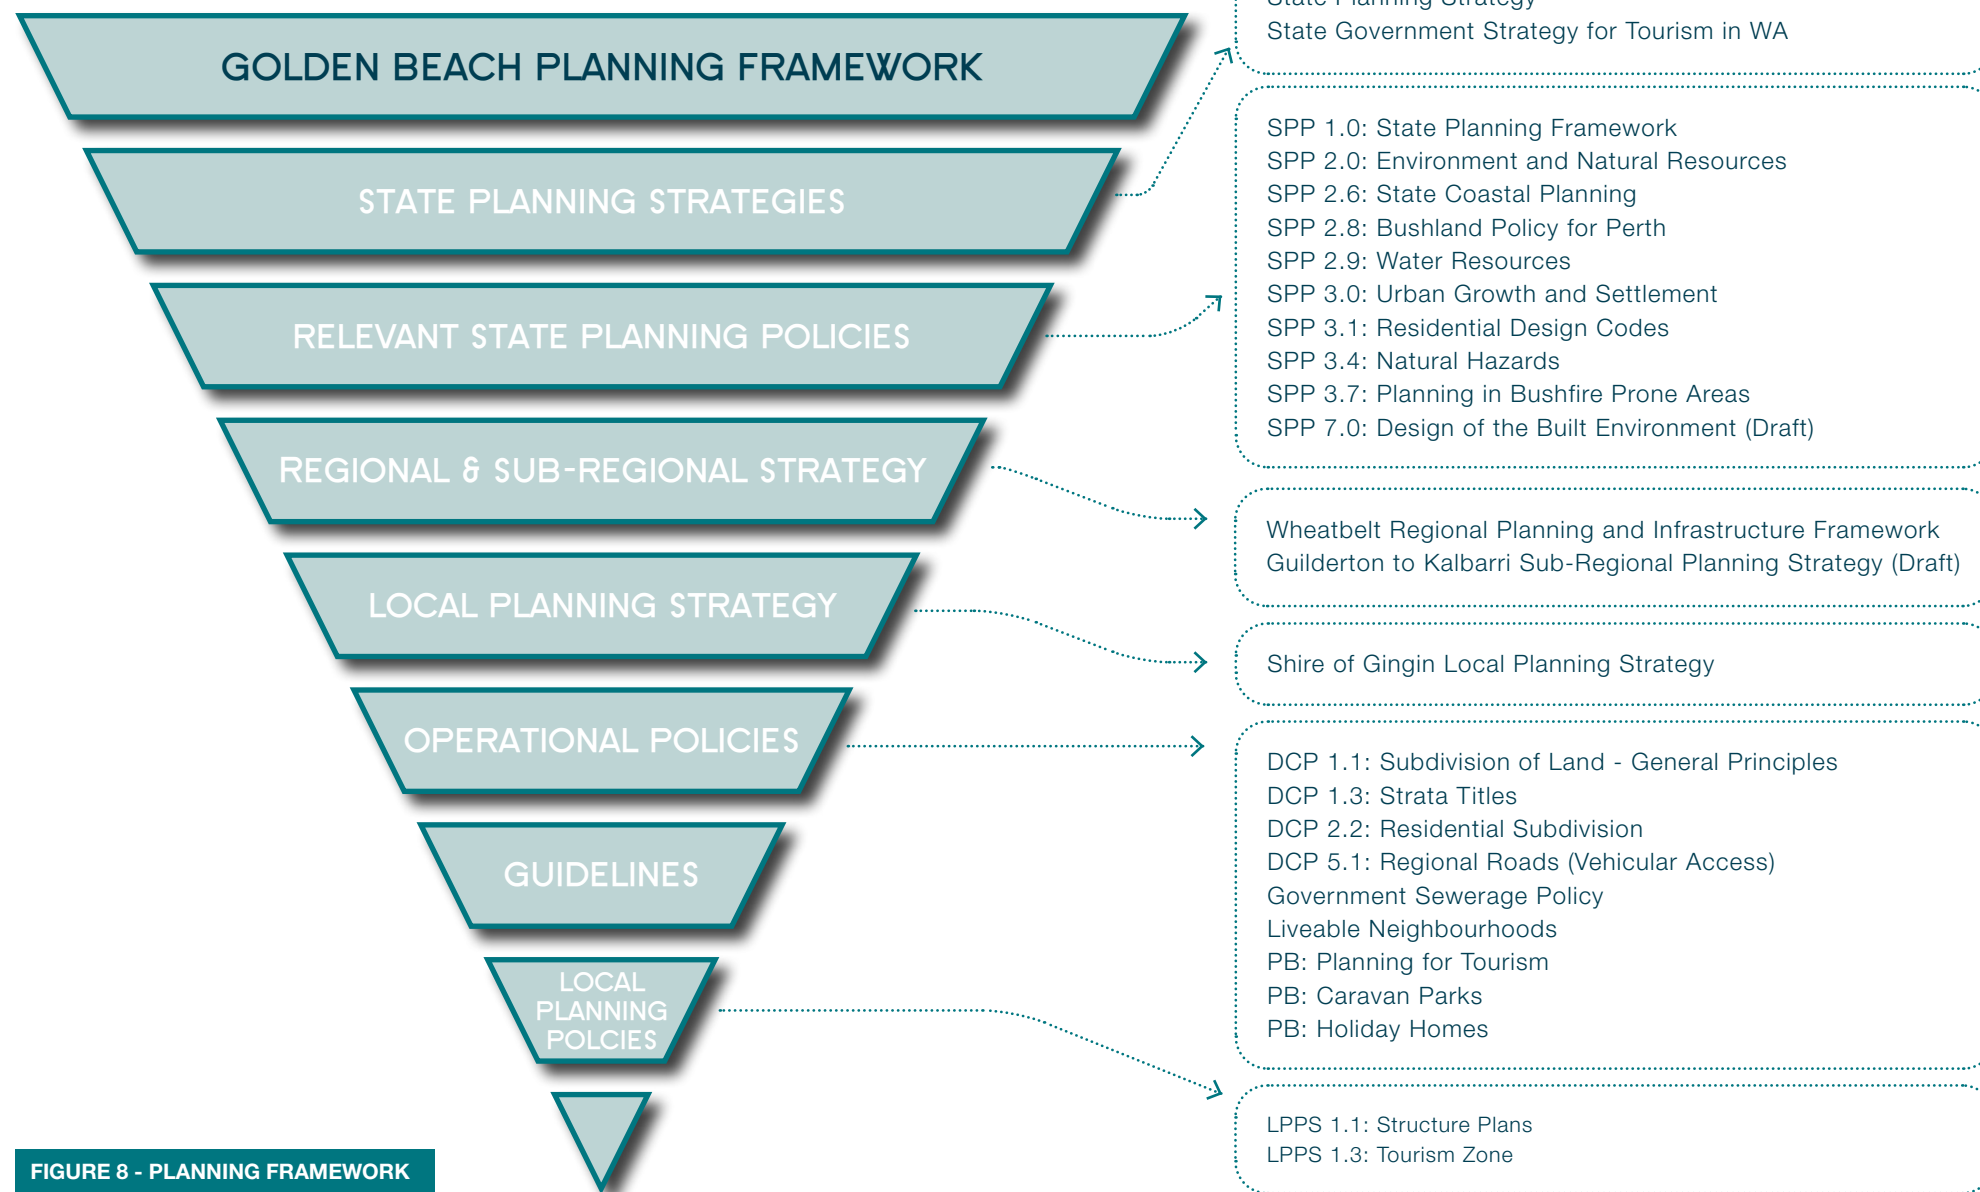 GOLDEN BEACH PLANNING FRAMEWORK
STATE PLANNING STRATEGIES
RELEVANT STATE PLANNING POLICIES
REGIONAL & SUB-REGIONAL STRATEGY
LOCAL PLANNING STRATEGY
OPERATIONAL POLICIES
GUIDELINES
LOCAL
PLANNING
POLCIES
State Planning Strategy
State Government Strategy for Tourism in WA
SPP 1.0: State Planning Framework
SPP 2.0: Environment and Natural Resources
SPP 2.6: State Coastal Planning
SPP 2.8: Bushland Policy for Perth
SPP 2.9: Water Resources
SPP 3.0: Urban Growth and Settlement
SPP 3.1: Residential Design Codes
SPP 3.4: Natural Hazards
SPP 3.7: Planning in Bushfire Prone Areas
SPP 7.0: Design of the Built Environment (Draft)
Wheatbelt Regional Planning and Infrastructure Framework
Guilderton to Kalbarri Sub-Regional Planning Strategy (Draft)
Shire of Gingin Local Planning Strategy
DCP 1.1: Subdivision of Land - General Principles
DCP 1.3: Strata Titles
DCP 2.2: Residential Subdivision
DCP 5.1: Regional Roads (Vehicular Access)
Government Sewerage Policy
Liveable Neighbourhoods
PB: Planning for Tourism
PB: Caravan Parks
PB: Holiday Homes
LPPS 1.1: Structure Plans
LPPS 1.3: Tourism Zone
FIGURE 8 - PLANNING FRAMEWORK